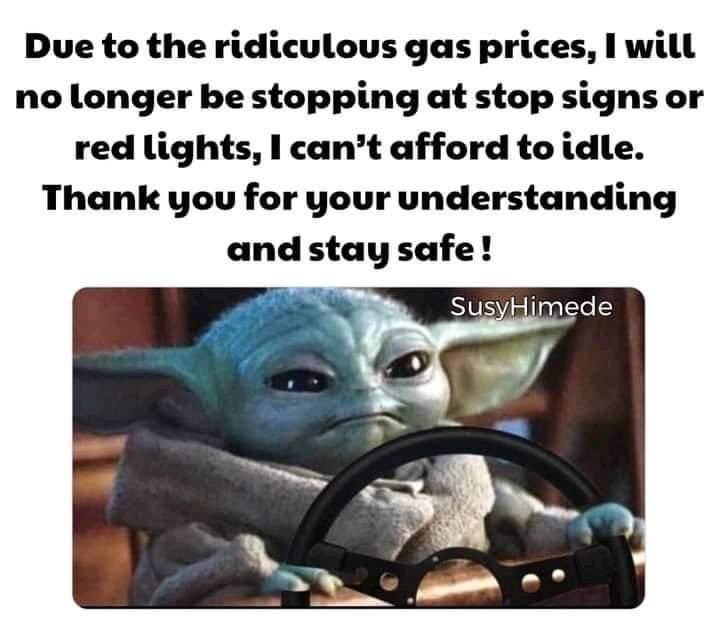 Due to the ridiculous gas prices, I will
no longer be stopping at stop signs or
red lights, I can't afford to idle.
Thank you for your understanding
and stay safe !
SusyHimede